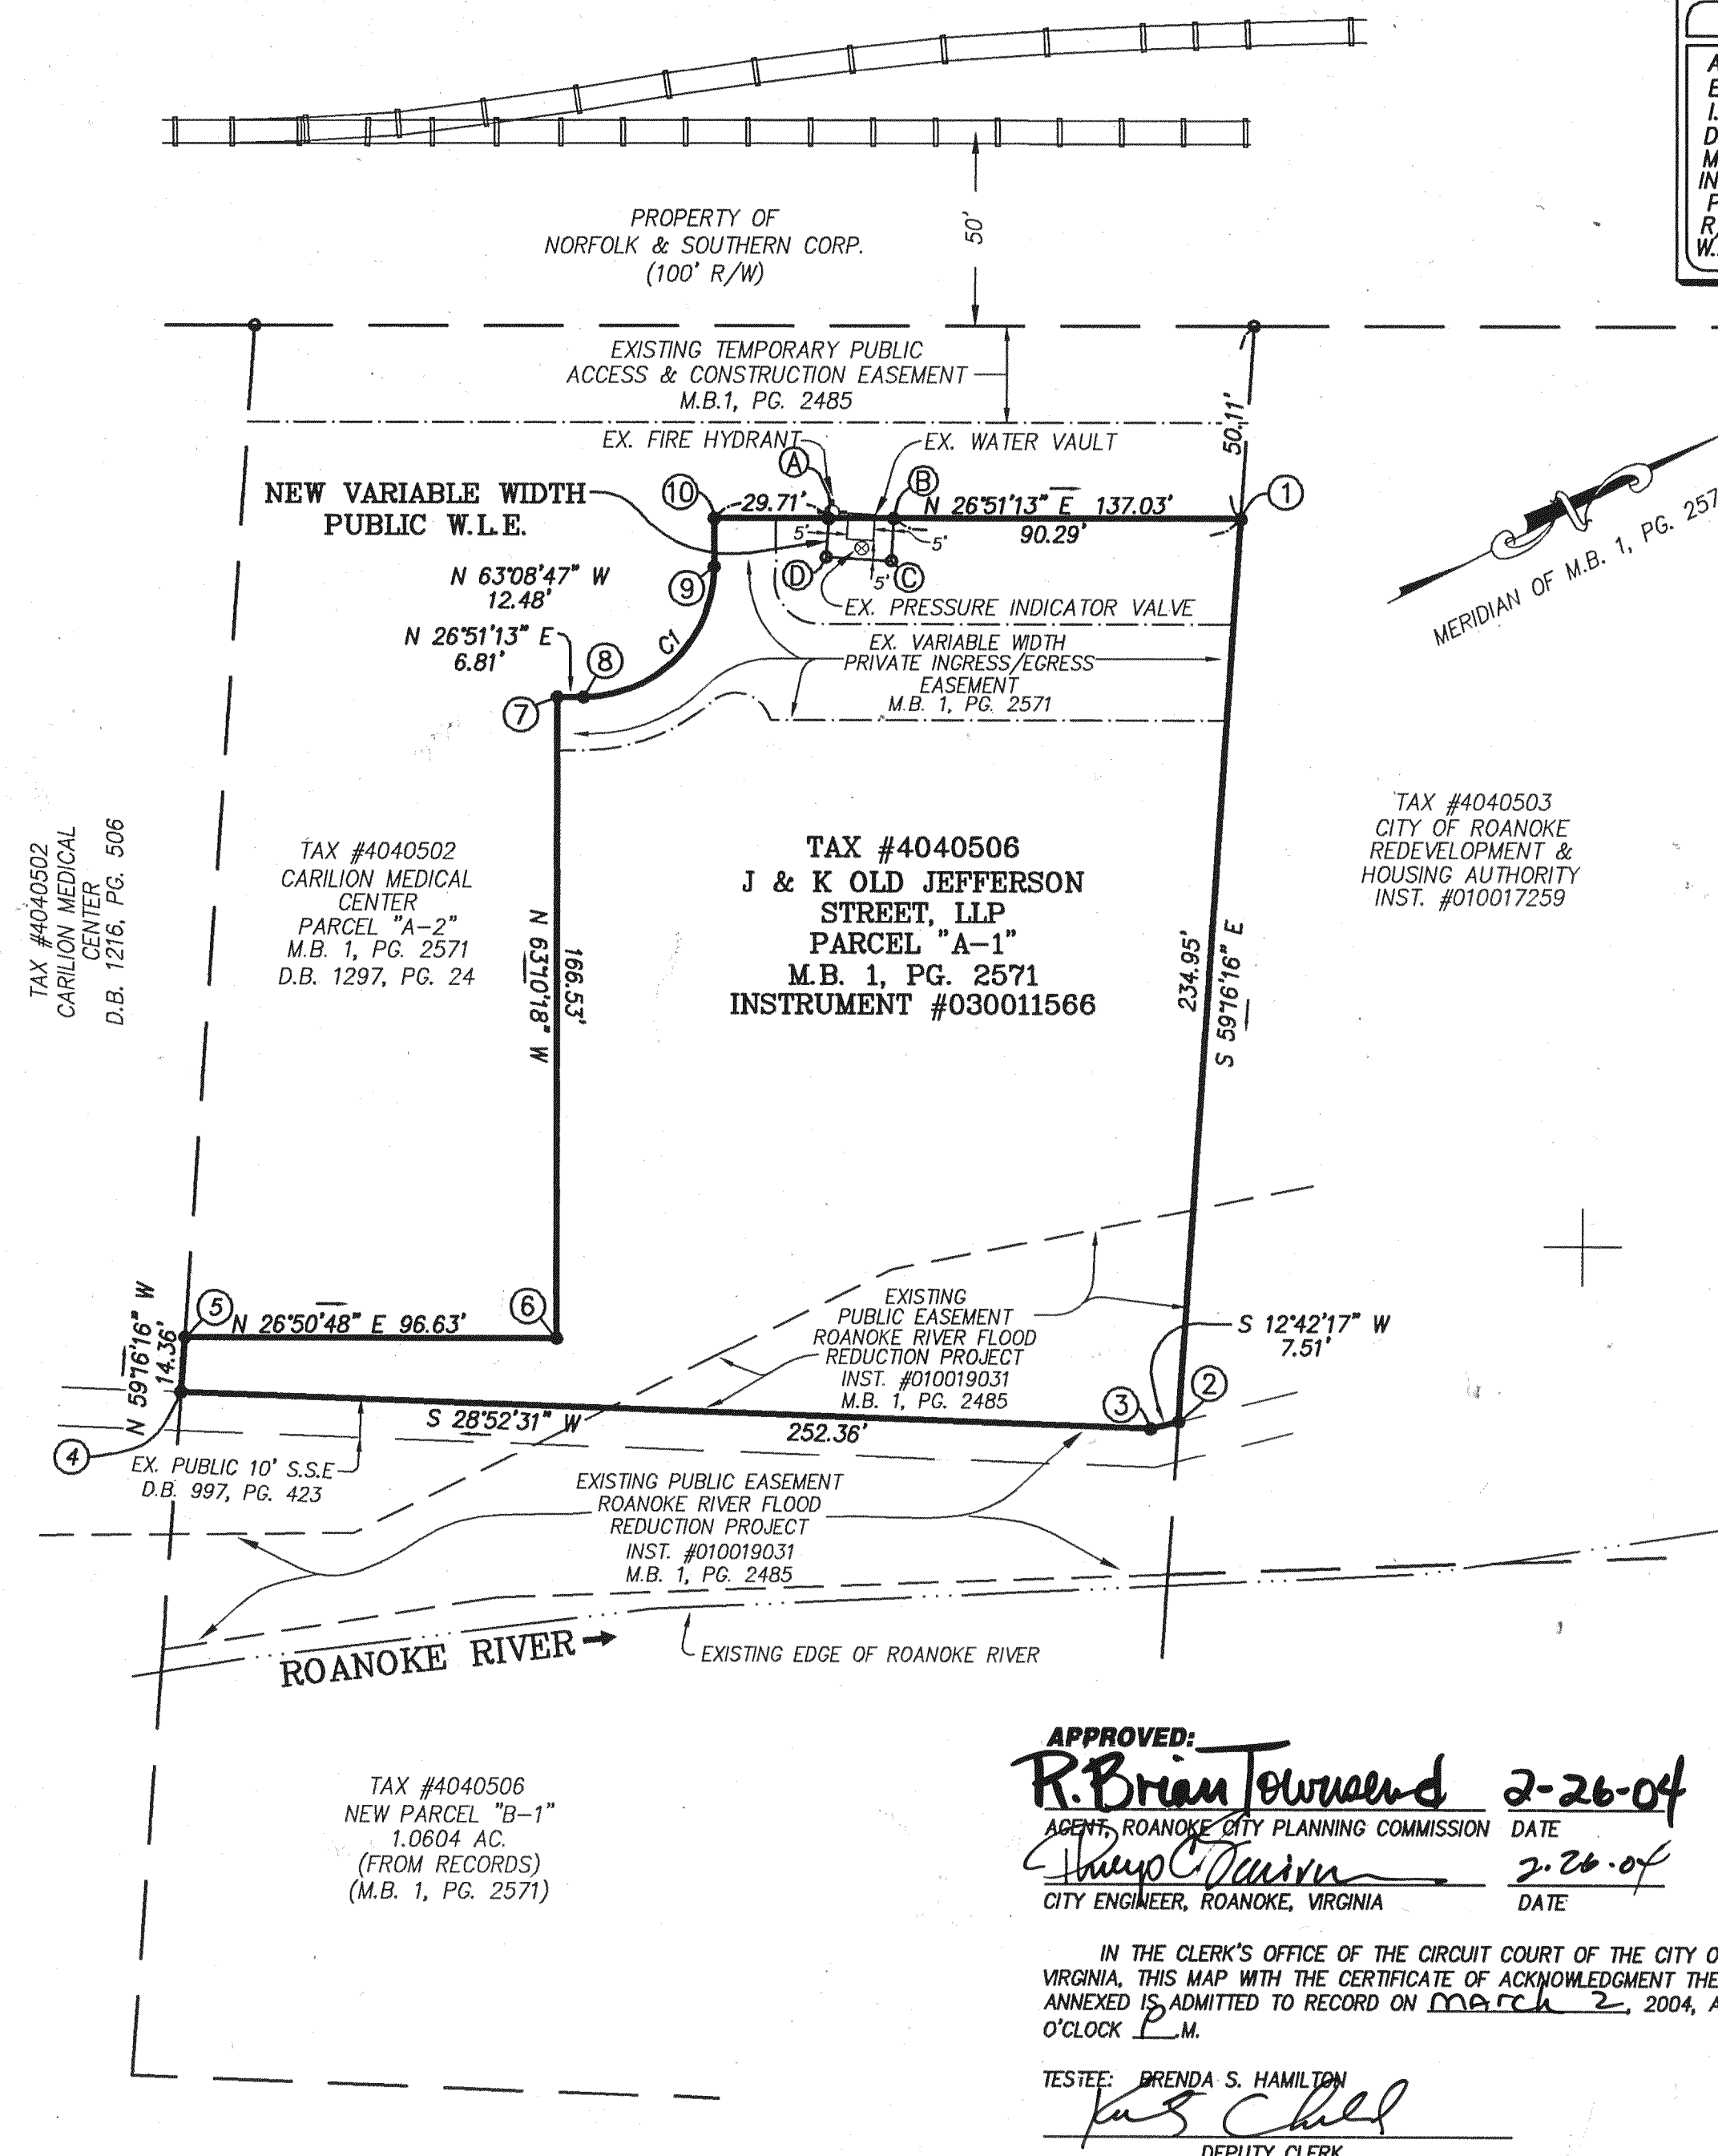 PROPERTY OF
NORFOLK & SOUTHERN CORP.
(100' R/W)
50'
EXISTING TEMPORARY PUBLIC
ACCESS & CONSTRUCTION EASEMENT
M.B.1, PG. 2485
50.11'
EX. FIRE HYDRANT
EX. WATER VAULT
A
B
NEW VARIABLE WIDTH
PUBLIC W.L.E.
10
29.71'
N 26°51'13" E 137.03'
90.29'
1
5'
5'
5'
D
C
N 63°08'47" W
12.48'
9
EX. PRESSURE INDICATOR VALVE
N 26°51'13" E
6.81'
8
C1
7
EX. VARIABLE WIDTH
PRIVATE INGRESS/EGRESS
EASEMENT
M.B. 1, PG. 2571
MERIDIAN OF M.B. 1, PG. 257
TAX #4040502
CARILION MEDICAL
CENTER
D.B. 1216, PG. 506
TAX #4040502
CARILION MEDICAL
CENTER
PARCEL "A-2"
M.B. 1, PG. 2571
D.B. 1297, PG. 24
N 63°10'18" W
166.53'
TAX #4040506
J & K OLD JEFFERSON
STREET, LLP
PARCEL "A-1"
M.B. 1, PG. 2571
INSTRUMENT #030011566
234.95'
S 59°16'16" E
TAX #4040503
CITY OF ROANOKE
REDEVELOPMENT &
HOUSING AUTHORITY
INST. #010017259
N 59°16'16" W
14.36'
5
N 26°50'48" E 96.63'
6
EXISTING
PUBLIC EASEMENT
ROANOKE RIVER FLOOD
REDUCTION PROJECT
INST. #010019031
M.B. 1, PG. 2485
S 12°42'17" W
7.51'
2
3
4
S 28°52'31" W
252.36'
EX. PUBLIC 10' S.S.E
D.B. 997, PG. 423
EXISTING PUBLIC EASEMENT
ROANOKE RIVER FLOOD
REDUCTION PROJECT
INST. #010019031
M.B. 1, PG. 2485
ROANOKE RIVER
EXISTING EDGE OF ROANOKE RIVER
TAX #4040506
NEW PARCEL "B-1"
1.0604 AC.
(FROM RECORDS)
(M.B. 1, PG. 2571)
APPROVED:
R. Brian Townsend 2-26-04
AGENT, ROANOKE CITY PLANNING COMMISSION DATE
2.26.04
CITY ENGINEER, ROANOKE, VIRGINIA DATE
IN THE CLERK'S OFFICE OF THE CIRCUIT COURT OF THE CITY O
VIRGINIA, THIS MAP WITH THE CERTIFICATE OF ACKNOWLEDGMENT THE
ANNEXED IS ADMITTED TO RECORD ON MArch 2, 2004, A
O'CLOCK P.M.
TESTEE: BRENDA S. HAMILTON
DEPUTY CLERK